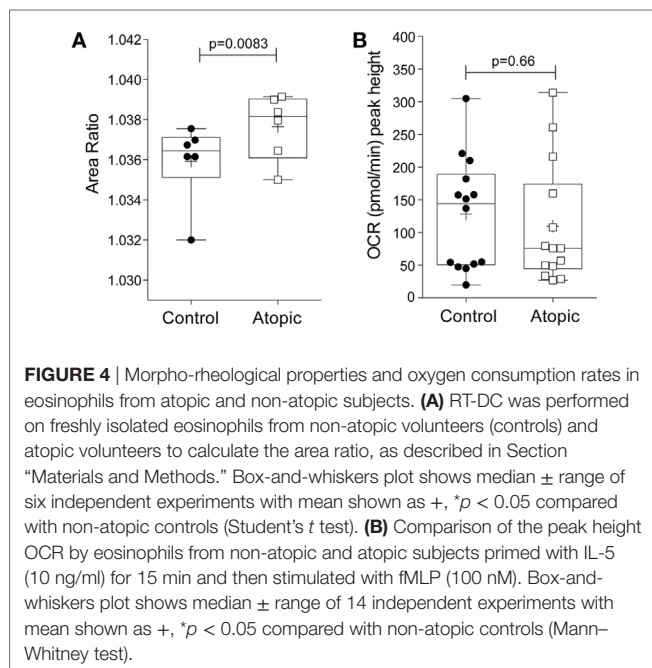 A
B
1.042
1.040
1.038
1.036
1.034
1.032
1.030
Area Ratio
p=0.0083
Control
Atopic
400
350
300
250
200
150
100
50
0
OCR (pmol/min) peak height
p=0.66
Control
Atopic
FIGURE 4 | Morpho-rheological properties and oxygen consumption rates in
eosinophils from atopic and non-atopic subjects. (A) RT-DC was performed
on freshly isolated eosinophils from non-atopic volunteers (controls) and
atopic volunteers to calculate the area ratio, as described in Section
“Materials and Methods.” Box-and-whiskers plot shows median ± range of
six independent experiments with mean shown as +, *p < 0.05 compared
with non-atopic controls (Student’s t test). (B) Comparison of the peak height
OCR by eosinophils from non-atopic and atopic subjects primed with IL-5
(10 ng/ml) for 15 min and then stimulated with fMLP (100 nM). Box-and-
whiskers plot shows median ± range of 14 independent experiments with
mean shown as +, *p < 0.05 compared with non-atopic controls (Mann–
Whitney test).